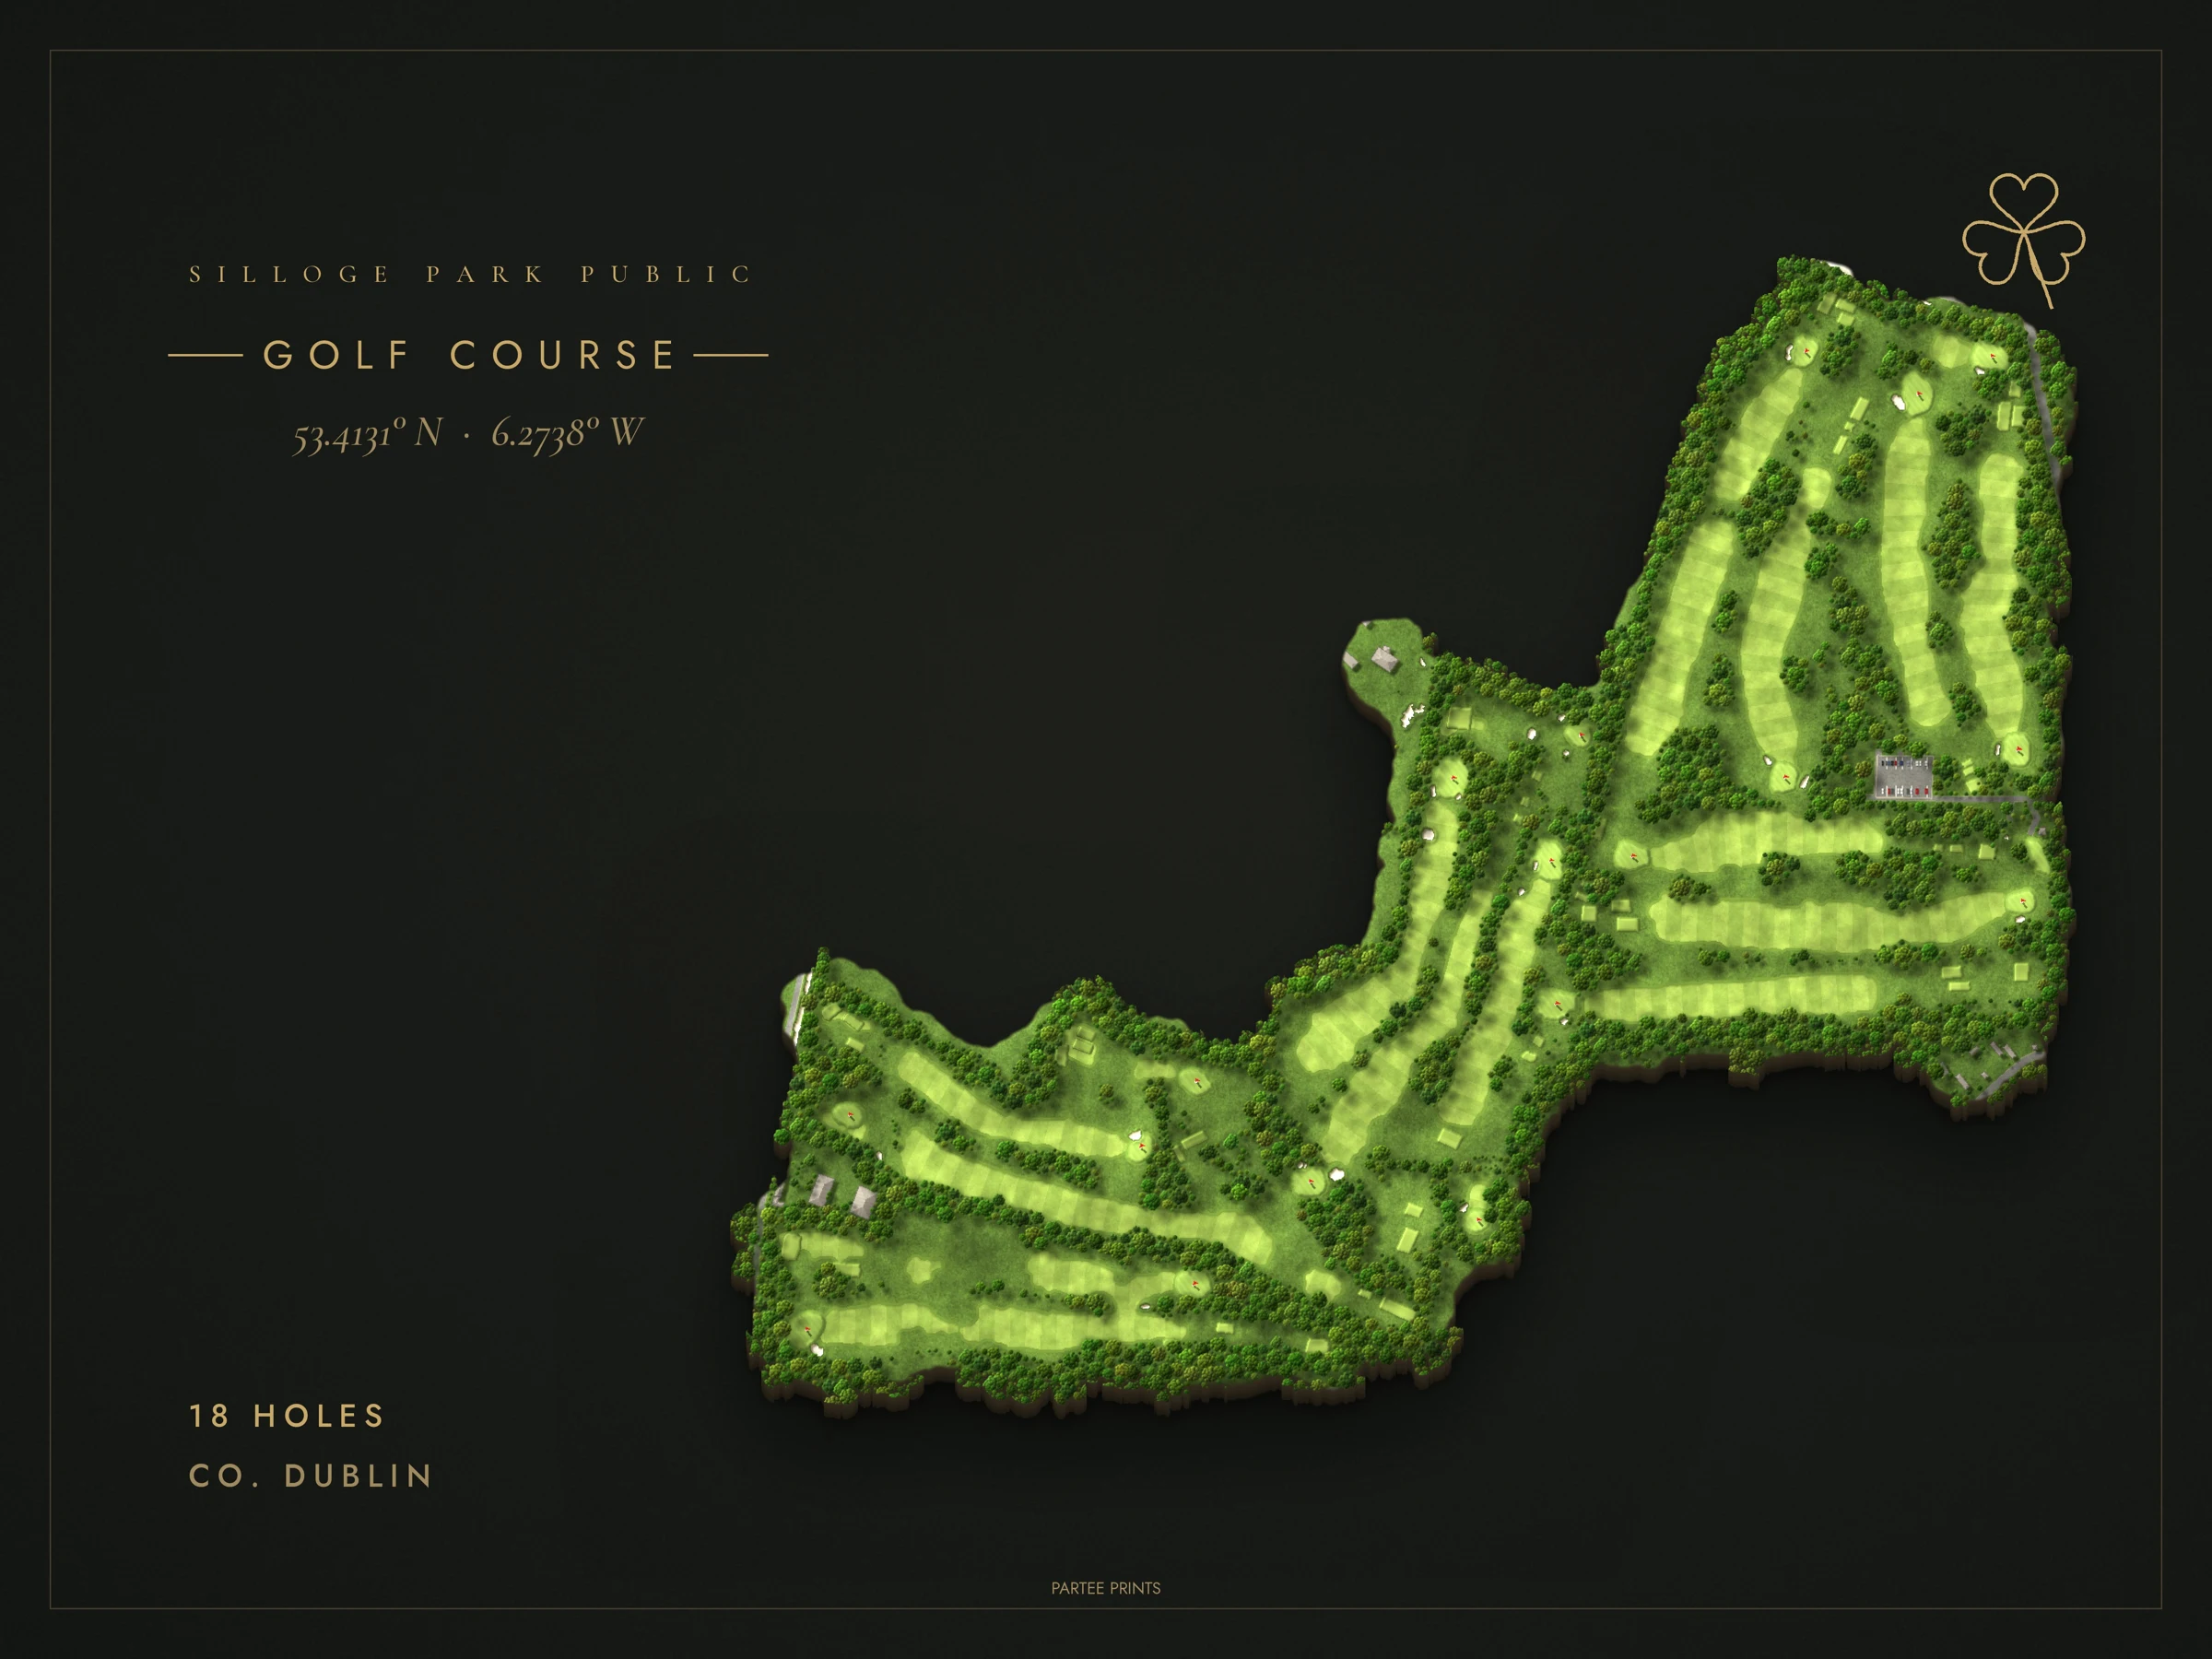 SILLOGE PARK PUBLIC
GOLF COURSE
53.4131° N · 6.2738° W
18 HOLES
CO. DUBLIN
PARTEE PRINTS